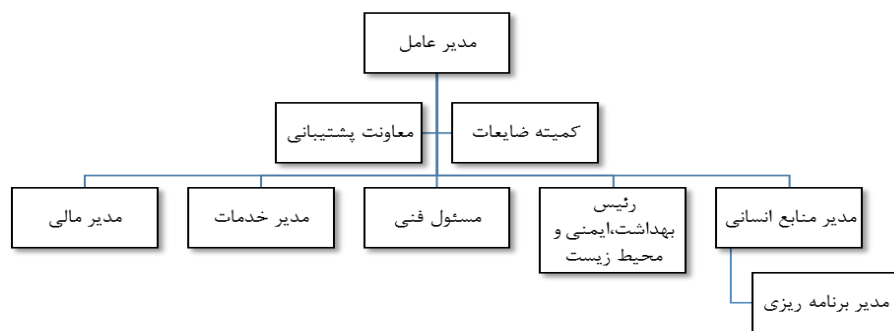 مدیر عامل
کمیته ضایعات
معاونت پشتیبانی
مدیر منابع انسانی
رئیس
بهداشت،ایمنی و
محیط زیست
مسئول فنی
مدیر خدمات
مدیر مالی
مدیر برنامه ریزی